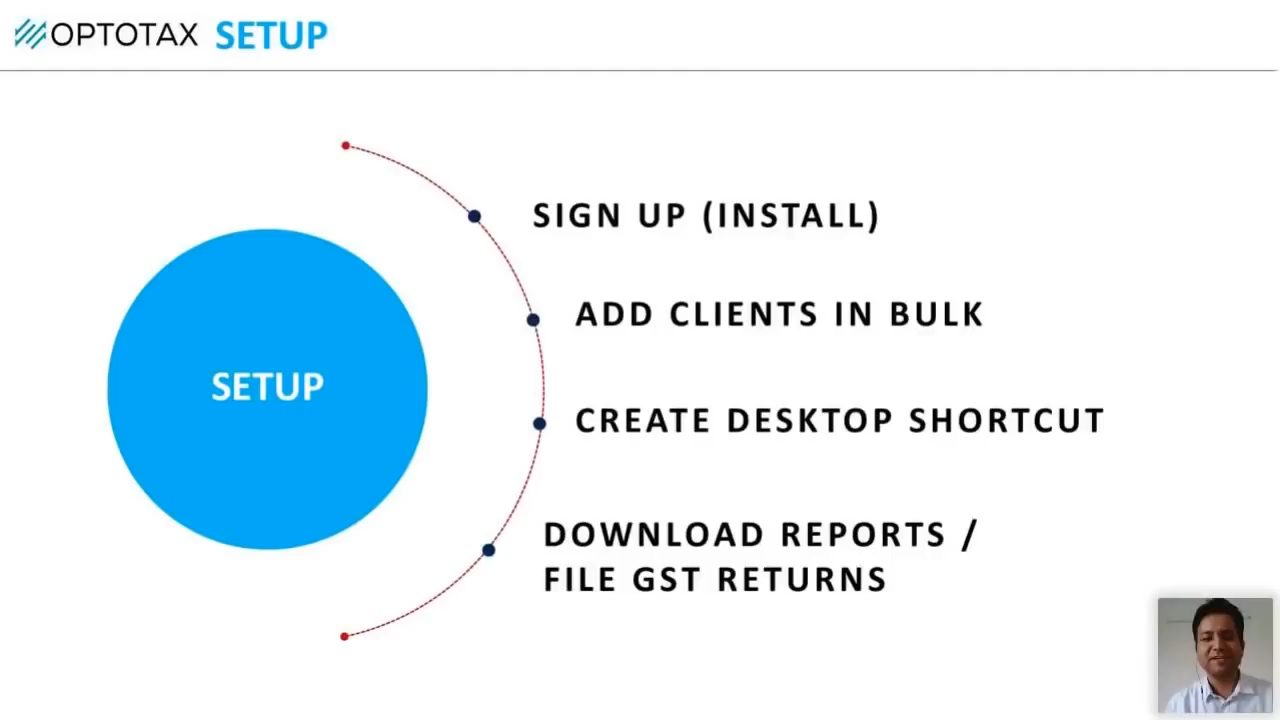 OPTOTAX SETUP
SIGN UP (INSTALL)
ADD CLIENTS IN BULK
CREATE DESKTOP SHORTCUT
SETUP
DOWNLOAD REPORTS /
FILE GST RETURNS